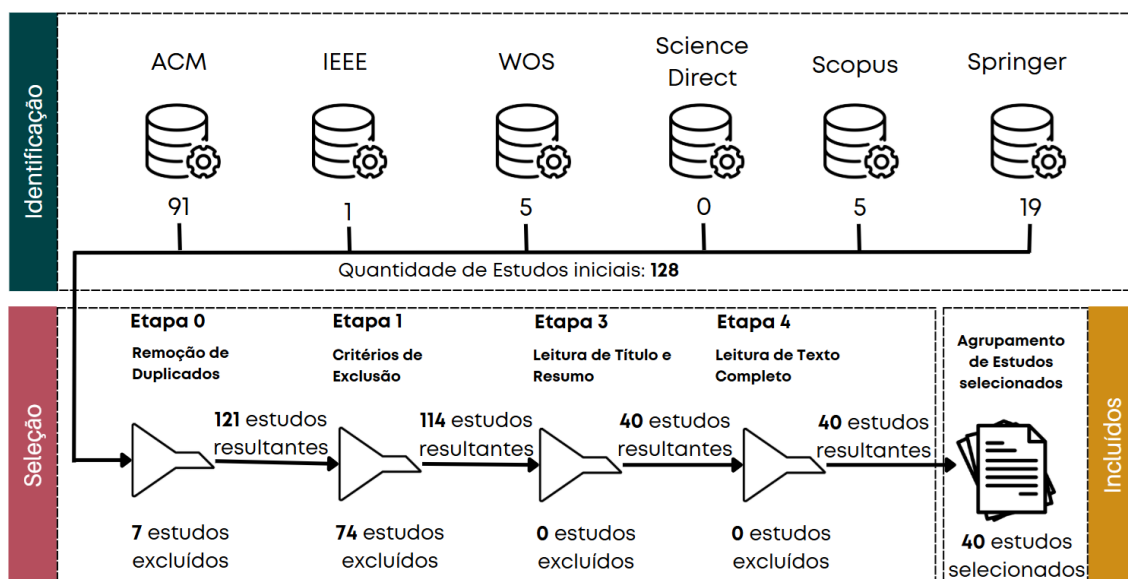 Identificação
ACM
IEEE
WOS
Science
Direct
Scopus
Springer
91
1
5
0
5
19
Quantidade de Estudos iniciais: 128
Seleção
Etapa 0
Remoção de
Duplicados
121 estudos
resultantes
7 estudos
excluídos
Etapa 1
Critérios de
Exclusão
114 estudos
resultantes
74 estudos
excluídos
Etapa 3
Leitura de Título e
Resumo
40 estudos
resultantes
0 estudos
excluídos
Etapa 4
Leitura de Texto
Completo
40 estudos
resultantes
0 estudos
excluídos
Agrupamento
de Estudos
selecionados
40 estudos
selecionados
Incluídos